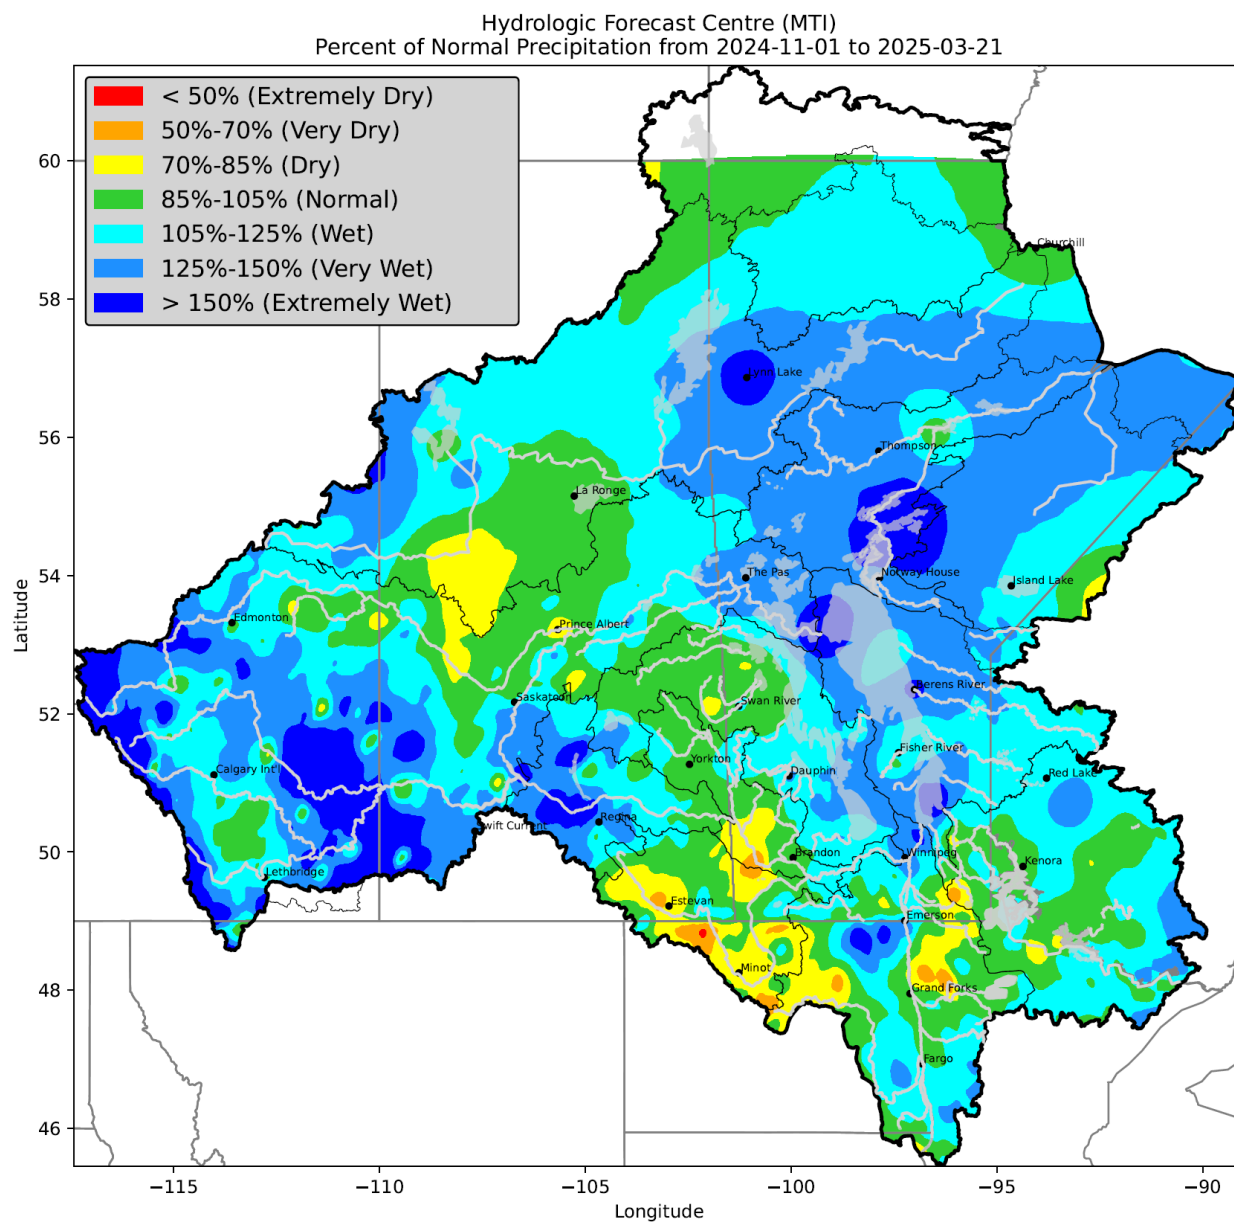 Hydrologic Forecast Centre (MTI)
Percent of Normal Precipitation from 2024-11-01 to 2025-03-21
< 50% (Extremely Dry)
50%-70% (Very Dry)
70%-85% (Dry)
85%-105% (Normal)
105%-125% (Wet)
125%-150% (Very Wet)
> 150% (Extremely Wet)
60
58
56
54
52
50
48
46
Latitude
Churchill
Lynn Lake
Thompson
La Ronge
The Pas
Norway House
Island Lake
Edmonton
Prince Albert
Berens River
Saskatoon
Swan River
Fisher River
Yorkton
Dauphin
Calgary Int'l
Red Lake
Regina
Swift Current
Brandon
Winnipeg
Kenora
Lethbridge
Estevan
Emerson
Minot
Grand Forks
Fargo
−115
−110
−105
−100
−95
−90
Longitude